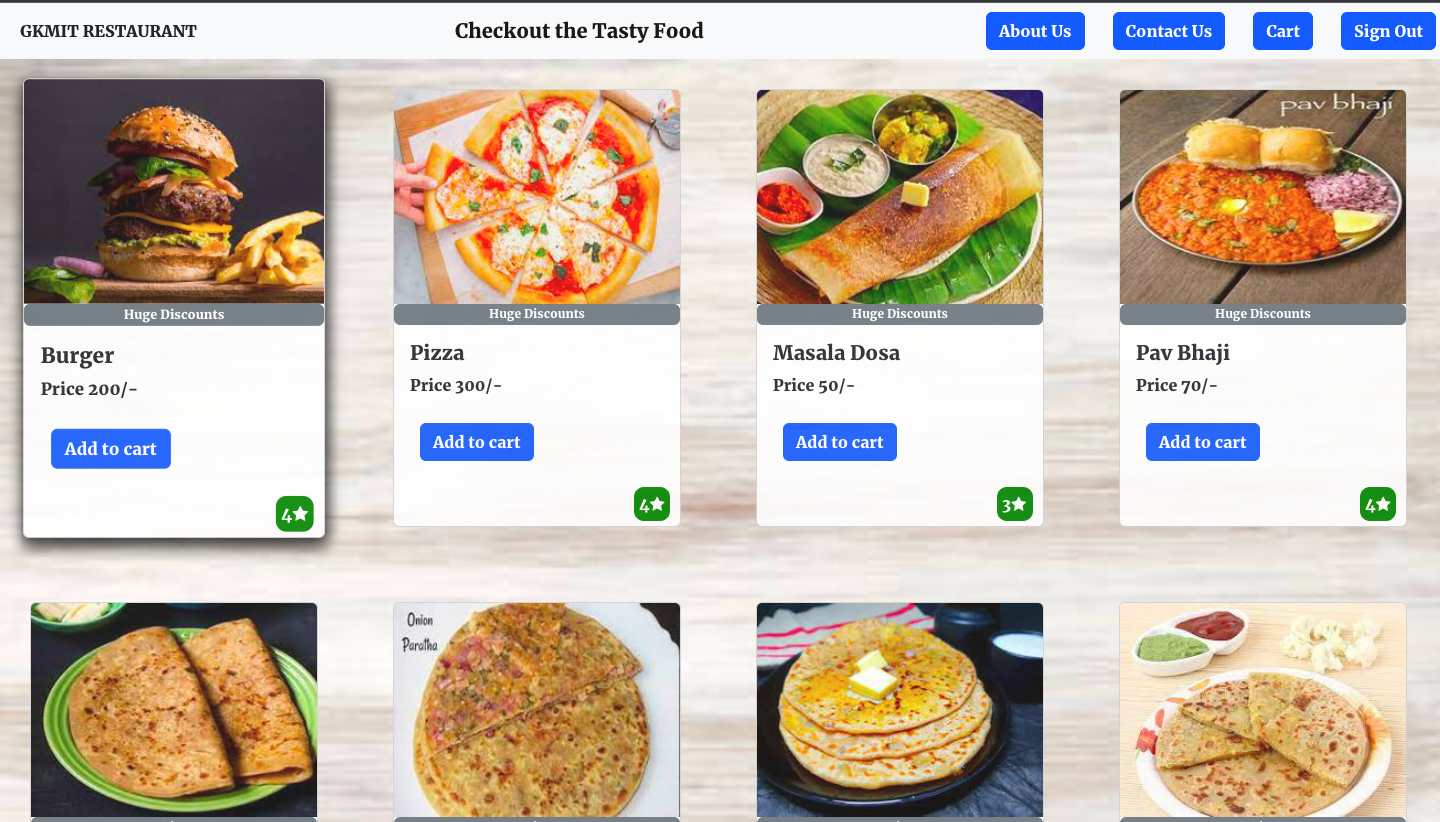 GKMIT RESTAURANT
Checkout the Tasty Food
About Us
Contact Us
Cart
Sign Out
Huge Discounts
Burger
Price 200/-
Add to cart
4
pav bhaji
Huge Discounts
Pizza
Price 300/-
Add to cart
4
Huge Discounts
Masala Dosa
Price 50/-
Add to cart
3
Huge Discounts
Pav Bhaji
Price 70/-
Add to cart
4
Onion
Paratha